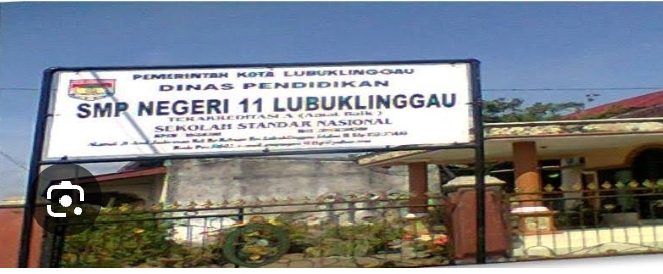 PEMERINTAH KOTA LUBUKLINGGAU
DINAS PENDIDIKAN
SMP NEGERI 11 LUBUKLINGGAU
TERAKREDITASI A (Amat Baik)
SEKOLAH STANDAR NASIONAL